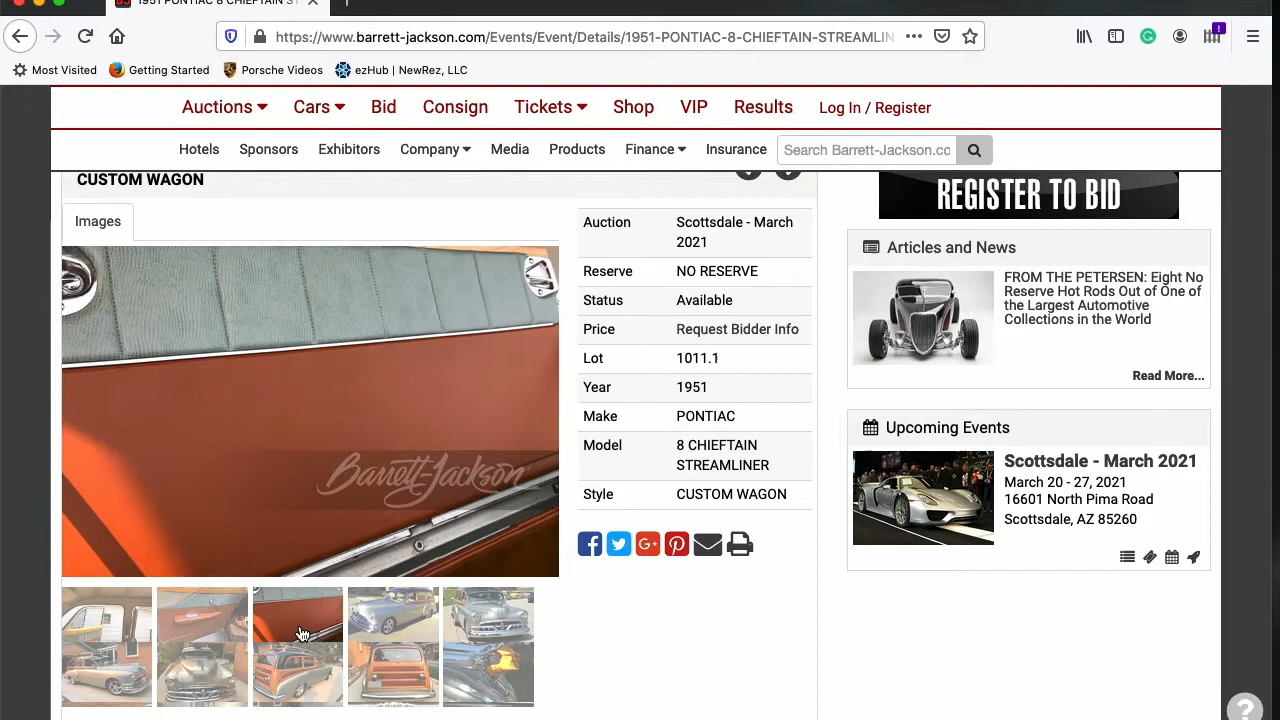 1951 PONTIAC 8 CHIEFTAIN ST
https://www.barrett-jackson.com/Events/Event/Details/1951-PONTIAC-8-CHIEFTAIN-STREAMLIN
Most Visited Getting Started Porsche Videos ezHub | NewRez, LLC
Auctions Cars Bid Consign Tickets Shop VIP Results Log In / Register
Hotels Sponsors Exhibitors Company Media Products Finance Insurance Search Barrett-Jackson.co
CUSTOM WAGON
Images
Barrett-Jackson
Auction Scottsdale - March
2021
Reserve NO RESERVE
Status Available
Price Request Bidder Info
Lot 1011.1
Year 1951
Make PONTIAC
Model 8 CHIEFTAIN
STREAMLINER
Style CUSTOM WAGON
REGISTER TO BID
Articles and News
FROM THE PETERSEN: Eight No
Reserve Hot Rods Out of One of
the Largest Automotive
Collections in the World
Read More...
Upcoming Events
Scottsdale - March 2021
March 20 - 27, 2021
16601 North Pima Road
Scottsdale, AZ 85260